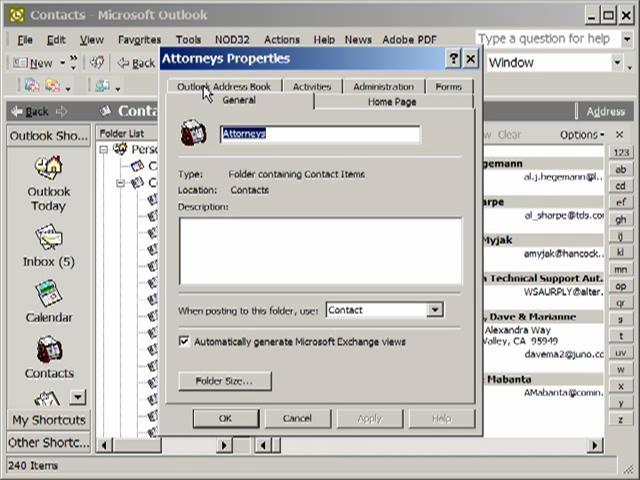 Contacts - Microsoft Outlook
File Edit View Favorites Tools NOD32 Actions Help News Adobe PDF
Type a question for help
New
Back
Window
Back
Address
Attorneys Properties
Outlook Address Book Activities Administration Forms
General Home Page
Attorneys
Type: Folder containing Contact Items
Location: Contacts
Description:
When posting to this folder, use: Contact
Automatically generate Microsoft Exchange views
Folder Size...
OK Cancel Apply Help
Outlook Sho...
Outlook Today
Inbox (5)
Calendar
Contacts
My Shortcuts
Other Shortc...
Folder List
Clear Options
egemann
al.j.hegemann@l...
arpe
al_sharpe@tds.co
Myjak
amyjak@hancock...
Technical Support Aut.
WSAURPLY@alter.
, Dave & Marianne
Alexandra Way
Valley, CA 95949
davema2@juno.
Mabanta
AMabanta@comn.
123
ab
cd
ef
gh
ij
kl
mn
op
qr
s
t
uv
w
x
y
z
240 Items